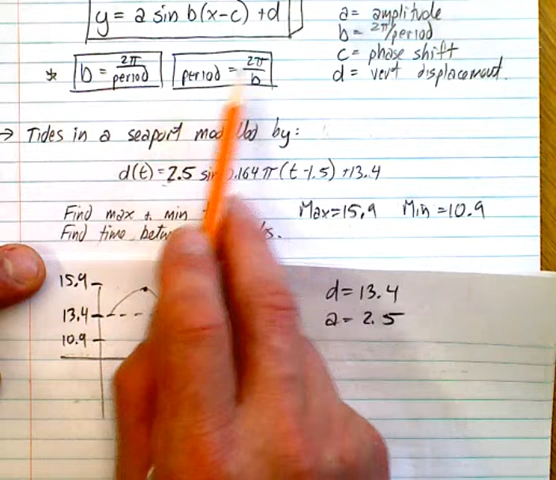 y = a sin b(x-c) + d
a = amplitude
b = 2π/period
c = phase shift
d = vert displacement.
* b = 2π/period period = 2π/b
→ Tides in a seaport by:
d(t) = 2.5 sin .164π(t-1.5) + 13.4
Find max + min Max = 15.9 Min = 10.9
Find time
15.9
13.4
10.9
d = 13.4
a = 2.5